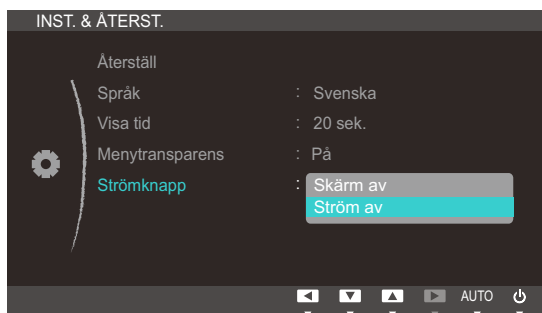 INST. & ÅTERST.
Återställ
Språk : Svenska
Visa tid : 20 sek.
Menytransparens : På
Strömknapp : Skärm av
Ström av
AUTO